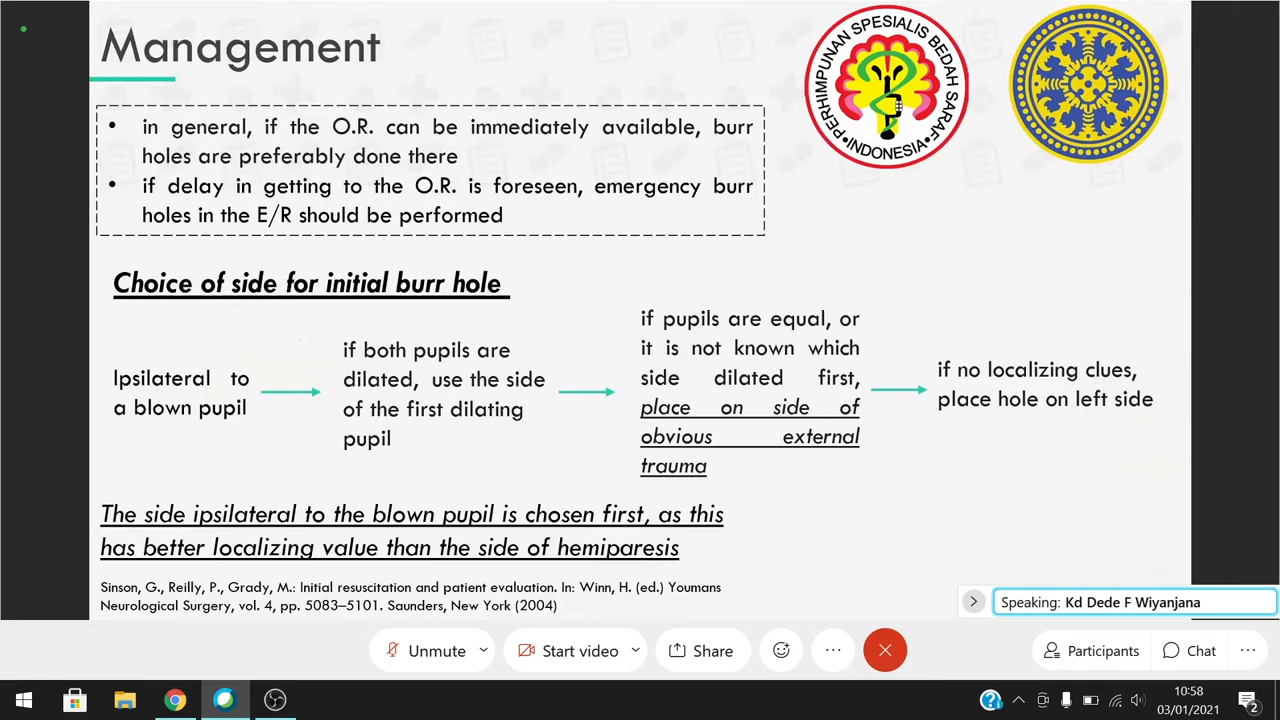 Management
PERHIMPUNAN SPESIALIS BEDAH SARAF
• INDONESIA •
• in general, if the O.R. can be immediately available, burr
holes are preferably done there
• if delay in getting to the O.R. is foreseen, emergency burr
holes in the E/R should be performed
Choice of side for initial burr hole
Ipsilateral to
a blown pupil
if both pupils are
dilated, use the side
of the first dilating
pupil
if pupils are equal, or
it is not known which
side dilated first,
place on side of
obvious external
trauma
if no localizing clues,
place hole on left side
The side ipsilateral to the blown pupil is chosen first, as this
has better localizing value than the side of hemiparesis
Sinson, G., Reilly, P., Grady, M.: Initial resuscitation and patient evaluation. In: Winn, H. (ed.) Youmans
Neurological Surgery, vol. 4, pp. 5083–5101. Saunders, New York (2004)
Speaking: Kd Dede F Wiyanjana
Unmute
Start video
Share
Participants
Chat
10:58
03/01/2021
2